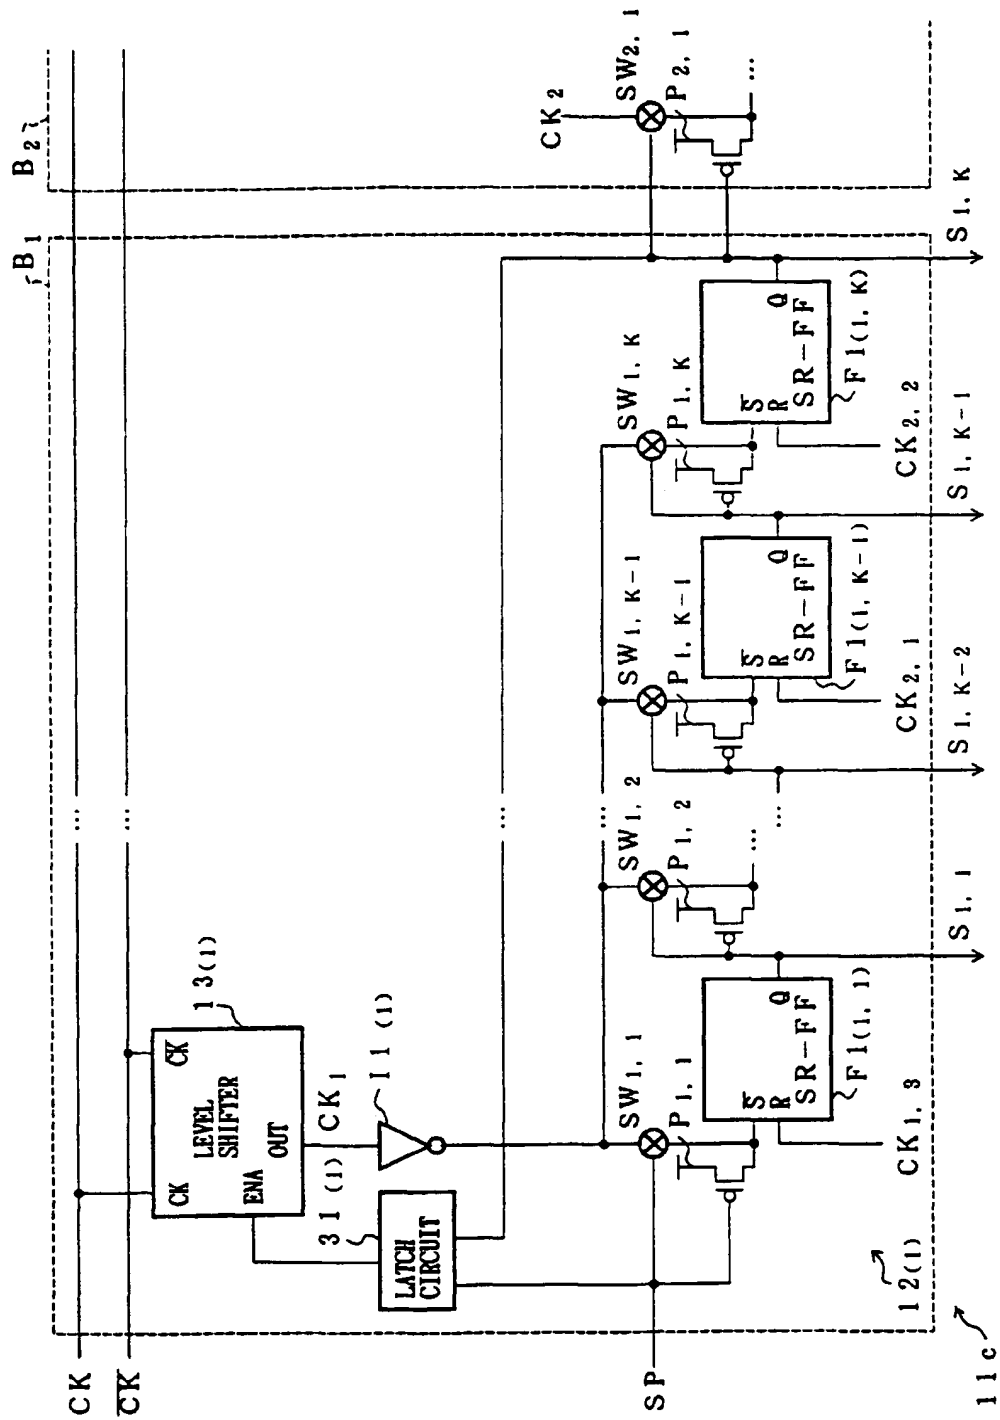 B₁
B₂
CK
C̅K̅
LEVEL
SHIFTER
CK
C̅K̅
ENA
OUT
13(1)
CK₁
I1(1)
31(1)
LATCH
CIRCUIT
SP
SW₁,₁
SW₁,₂
SW₁,K-1
SW₁,K
CK₂
SW₂,₁
P₁,₁
P₁,₂
P₁,K-1
P₁,K
P₂,₁
S̅
R
SR-FF
Q
F1(1,1)
S̅
R
SR-FF
Q
F1(1,K-1)
S̅
R
SR-FF
Q
F1(1,K)
CK₁,₃
CK₂,₁
CK₂,₂
12(1)
S₁,₁
S₁,K-2
S₁,K-1
S₁,K
11c